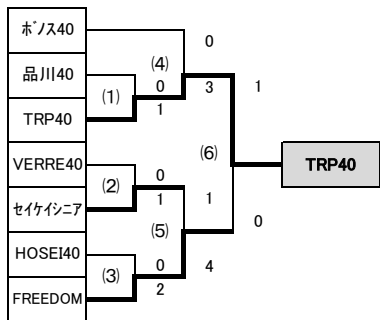 ﾎﾞﾉｽ40
品川40
TRP40
VERRE40
ｾｲｹｲｼﾆｱ
HOSEI40
FREEDOM
(1)
0
1
(2)
0
1
(3)
0
2
(4)
0
3
(5)
1
4
(6)
1
0
TRP40